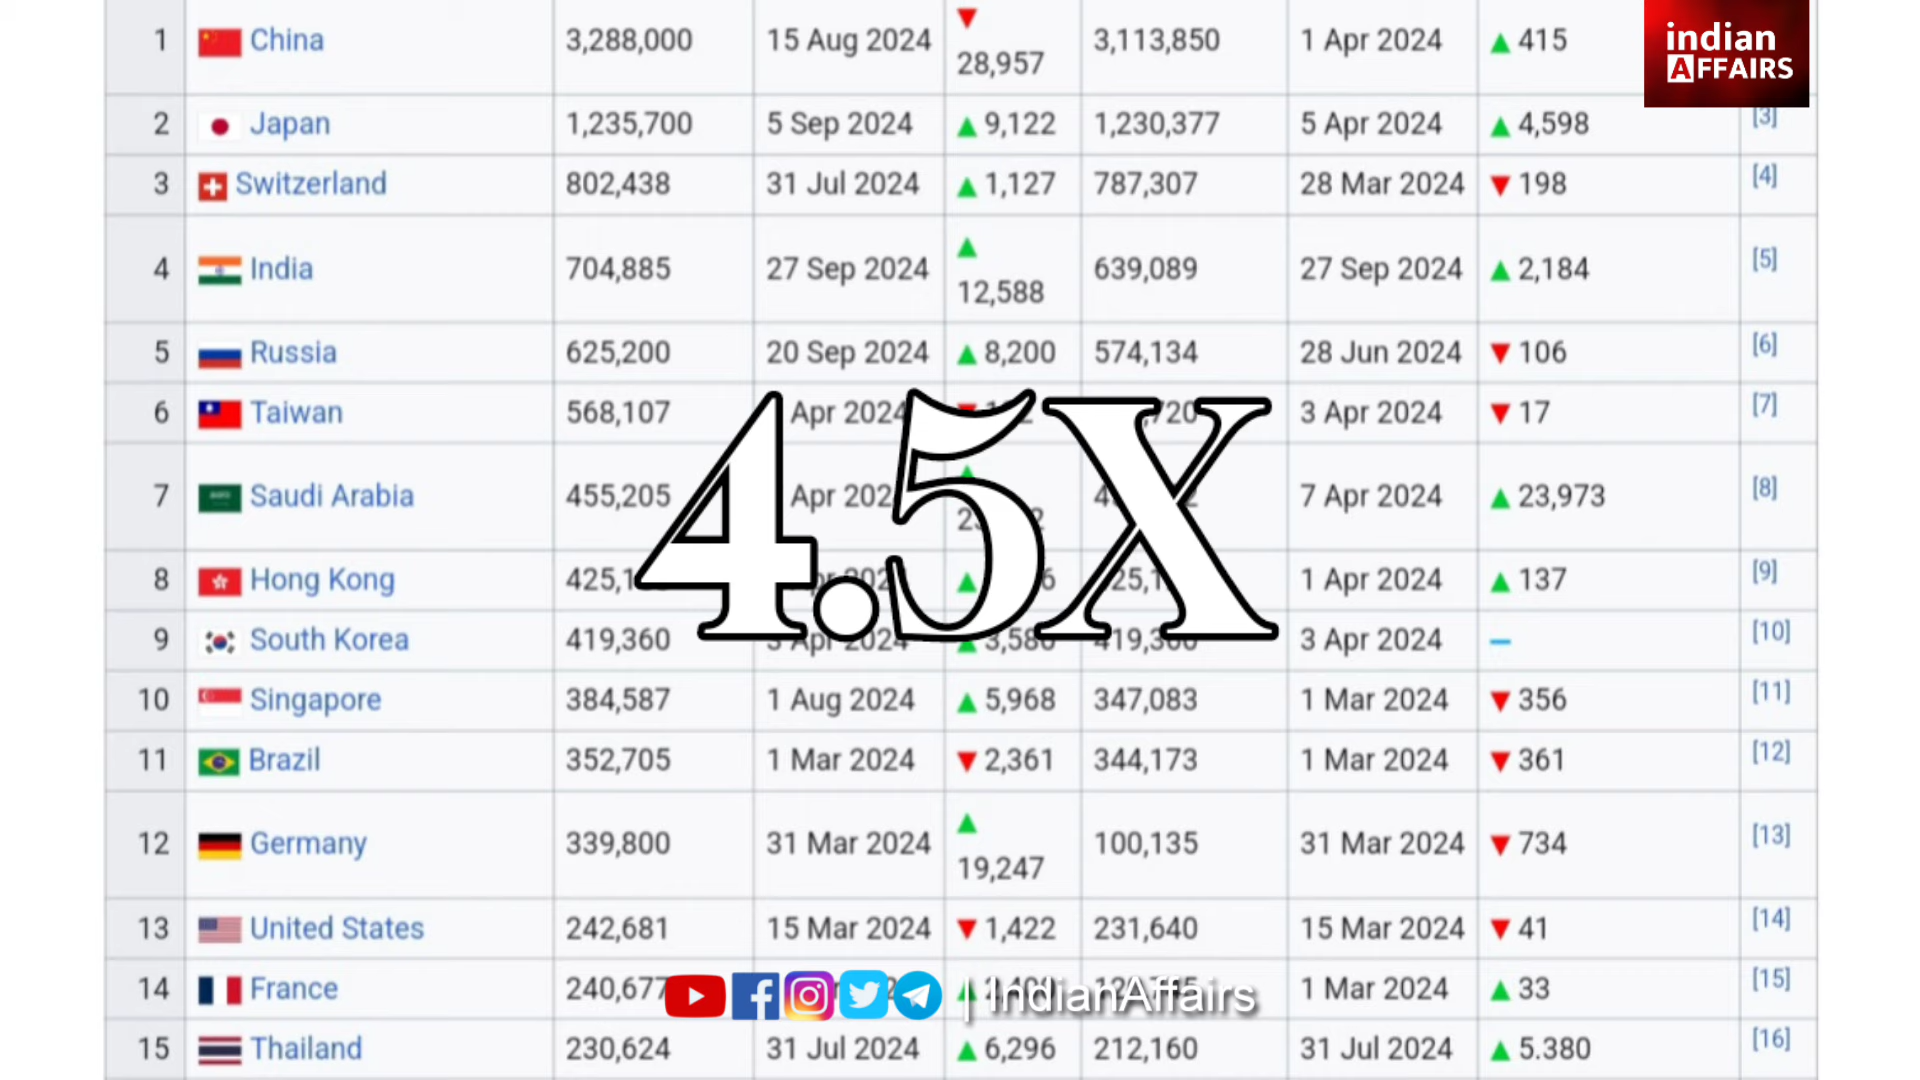 indian
AFFAIRS
1 China 3,288,000 15 Aug 2024 ▼ 28,957 3,113,850 1 Apr 2024 ▲ 415
2 Japan 1,235,700 5 Sep 2024 ▲ 9,122 1,230,377 5 Apr 2024 ▲ 4,598 [3]
3 Switzerland 802,438 31 Jul 2024 ▲ 1,127 787,307 28 Mar 2024 ▼ 198 [4]
4 India 704,885 27 Sep 2024 ▲ 12,588 639,089 27 Sep 2024 ▲ 2,184 [5]
5 Russia 625,200 20 Sep 2024 ▲ 8,200 574,134 28 Jun 2024 ▼ 106 [6]
6 Taiwan 568,107 Apr 2024 3 Apr 2024 ▼ 17 [7]
7 Saudi Arabia 455,205 Apr 7 Apr 2024 ▲ 23,973 [8]
8 Hong Kong 1 Apr 2024 ▲ 137 [9]
9 South Korea 419,360 3 Apr 2024 ▲ 419,360 3 Apr 2024 – [10]
4.5X
10 Singapore 384,587 1 Aug 2024 ▲ 5,968 347,083 1 Mar 2024 ▼ 356 [11]
11 Brazil 352,705 1 Mar 2024 ▼ 2,361 344,173 1 Mar 2024 ▼ 361 [12]
12 Germany 339,800 31 Mar 2024 ▲ 19,247 100,135 31 Mar 2024 ▼ 734 [13]
13 United States 242,681 15 Mar 2024 ▼ 1,422 231,640 15 Mar 2024 ▼ 41 [14]
14 France 240,677 1 Mar 2024 ▲ 33 [15]
| IndianAffairs
15 Thailand 230,624 31 Jul 2024 ▲ 6,296 212,160 31 Jul 2024 ▲ 5.380 [16]